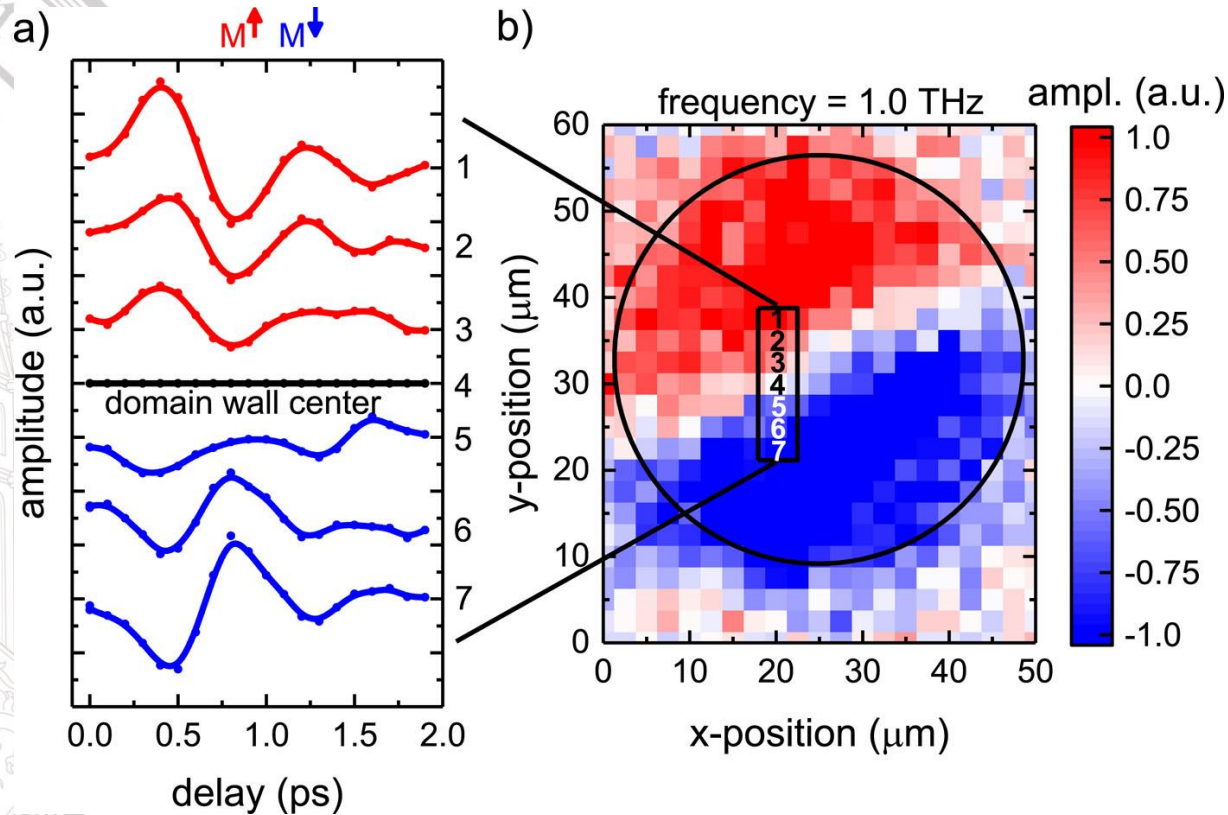 a)
M M
amplitude (a.u.)
1
2
3
4
domain wall center
5
6
7
0.0 0.5 1.0 1.5 2.0
delay (ps)
b)
frequency = 1.0 THz
ampl. (a.u.)
y-position (μm)
60
50
40
30
20
10
0
1
2
3
4
5
6
7
0 10 20 30 40 50
x-position (μm)
1.0
0.75
0.50
0.25
0.0
-0.25
-0.50
-0.75
-1.0